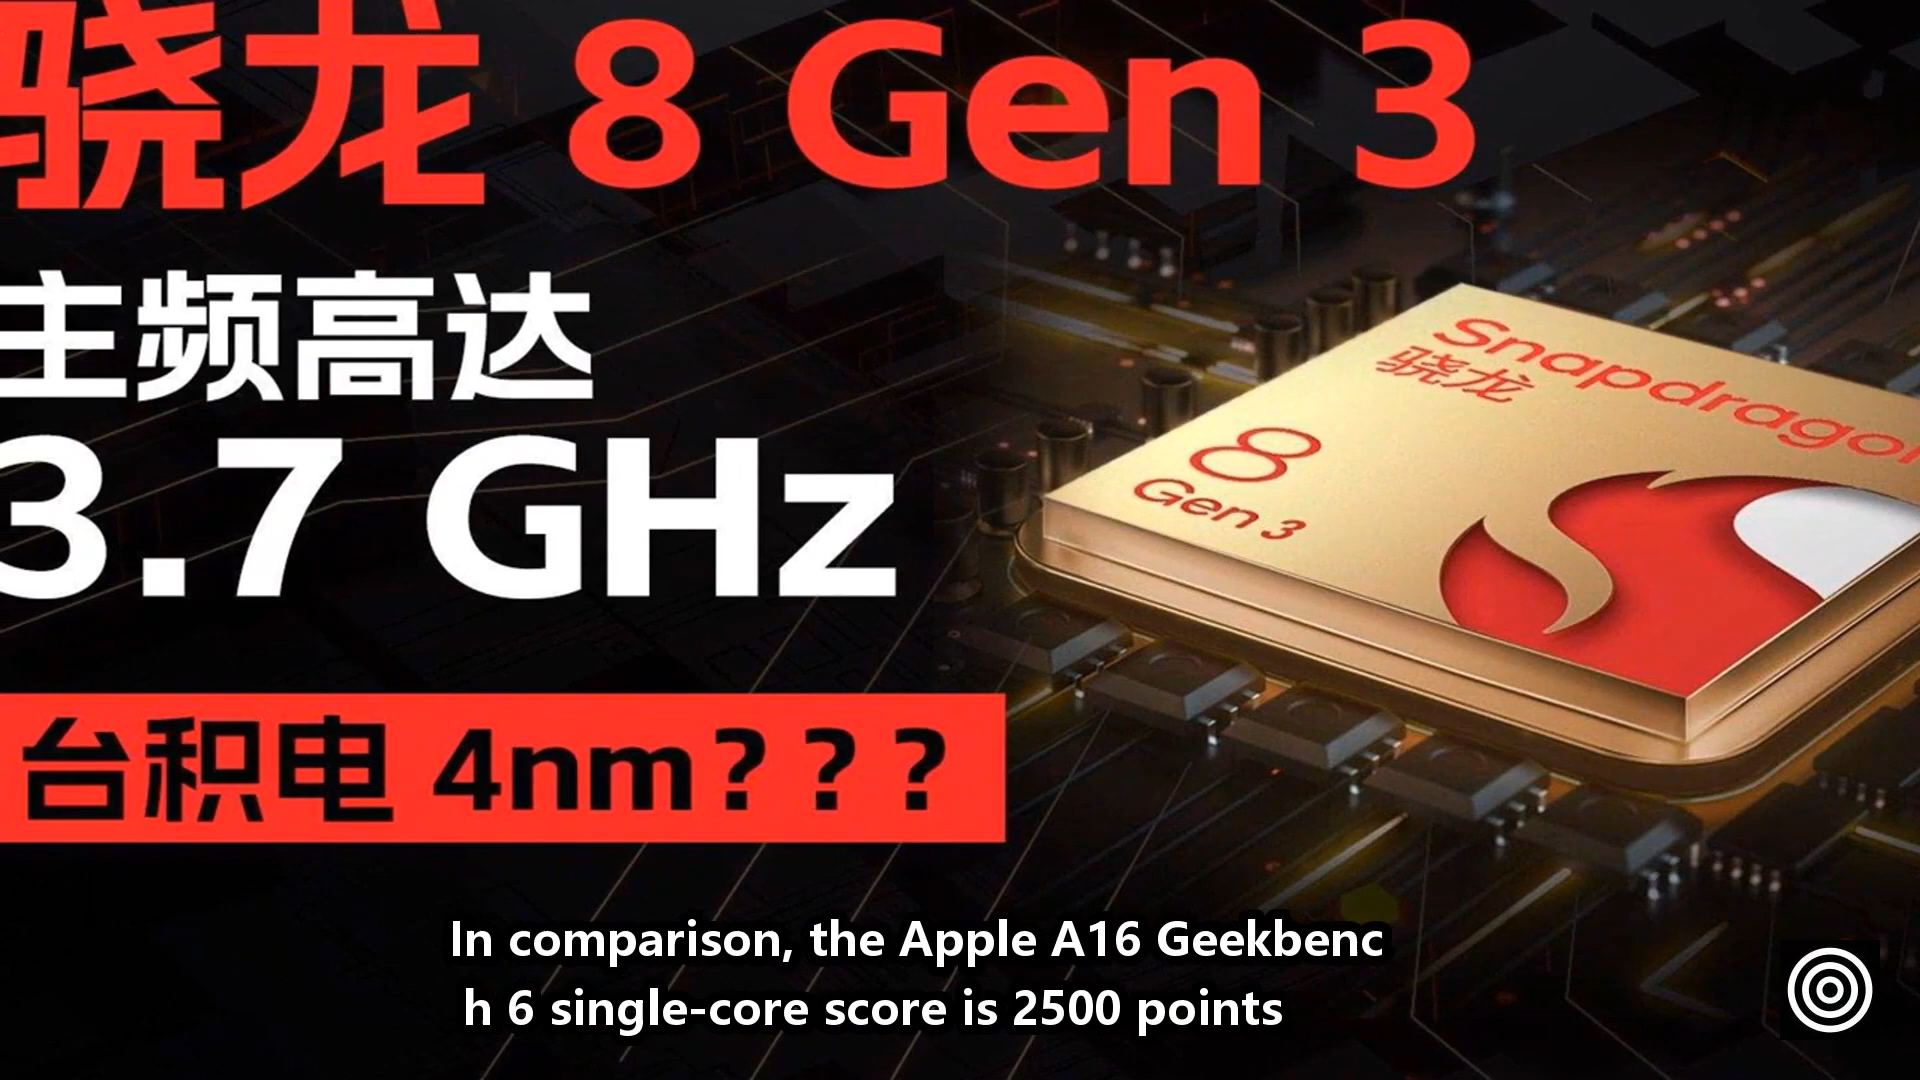 骁龙 8 Gen 3
主频高达
3.7 GHz
Snapdragon
骁龙
8
Gen 3
台积电 4nm？？？
In comparison, the Apple A16 Geekbenc
h 6 single-core score is 2500 points